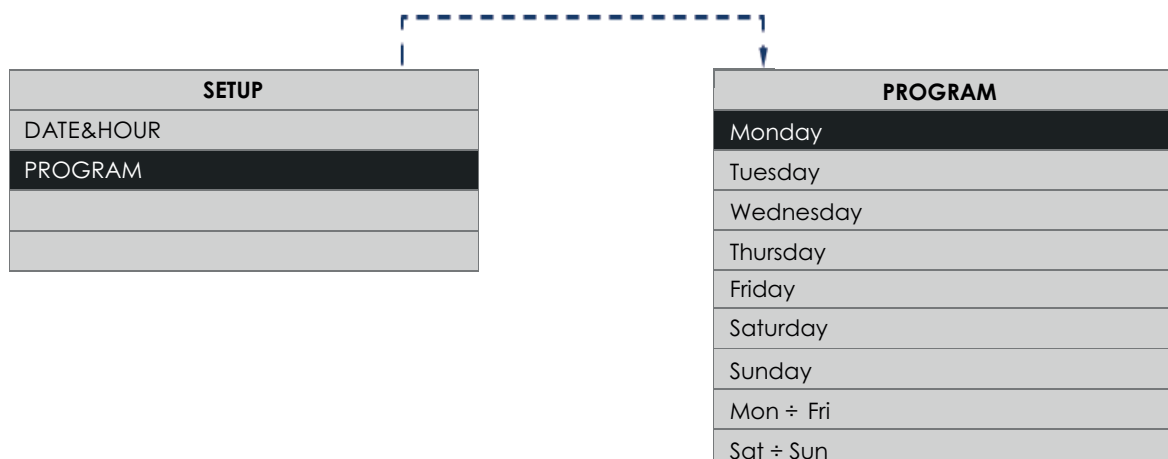 SETUP
DATE&HOUR
PROGRAM
PROGRAM
Monday
Tuesday
Wednesday
Thursday
Friday
Saturday
Sunday
Mon ÷ Fri
Sat ÷ Sun